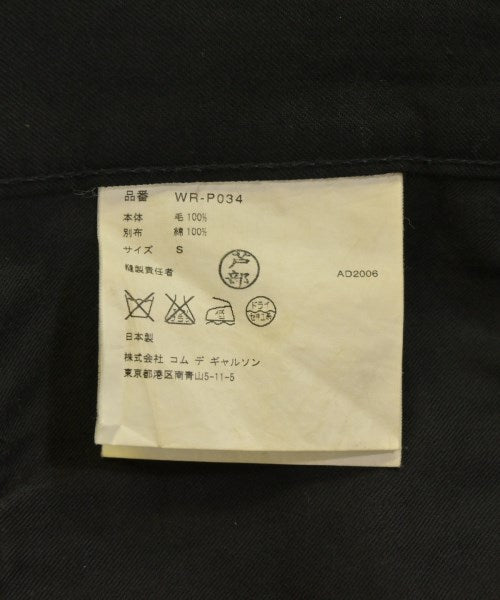 品番 WR-P034
本体 毛 100%
別布 綿 100%
サイズ S
縫製責任者 芦部 AD2006
日本製
株式会社 コム デ ギャルソン
東京都港区南青山5-11-5